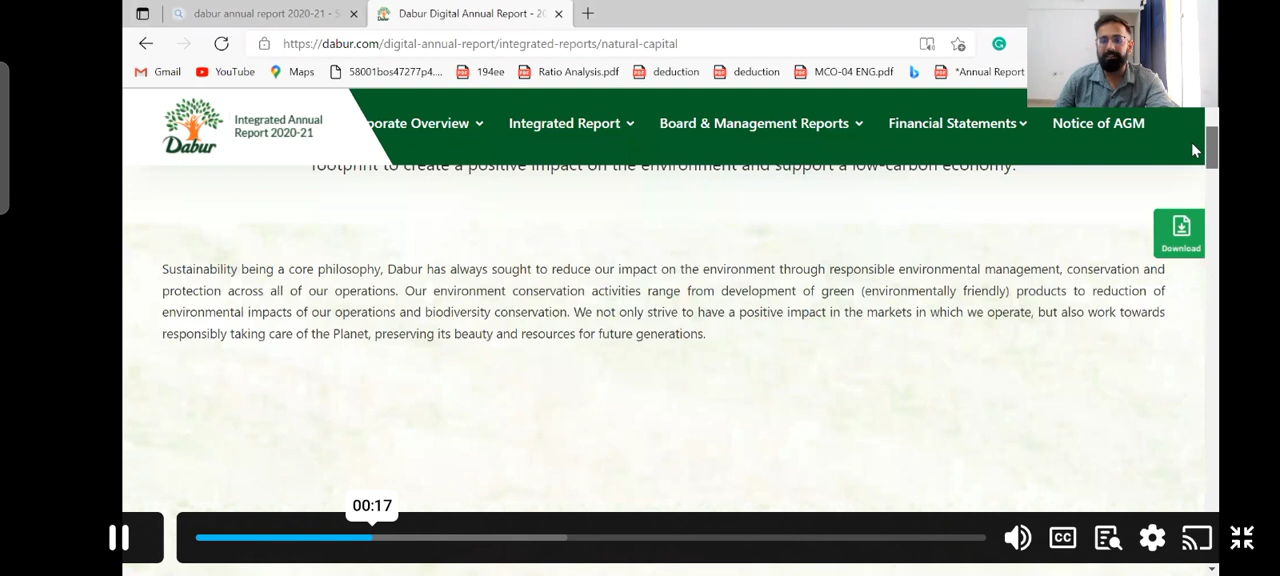 dabur annual report 2020-21 - S
Dabur Digital Annual Report - 20
https://dabur.com/digital-annual-report/integrated-reports/natural-capital
Gmail YouTube Maps 58001bos47277p4.... 194ee Ratio Analysis.pdf deduction deduction MCO-04 ENG.pdf *Annual Report
Dabur
Integrated Annual
Report 2020-21
porate Overview Integrated Report Board & Management Reports Financial Statements Notice of AGM
footprint to create a positive impact on the environment and support a low-carbon economy.
Download
Sustainability being a core philosophy, Dabur has always sought to reduce our impact on the environment through responsible environmental management, conservation and
protection across all of our operations. Our environment conservation activities range from development of green (environmentally friendly) products to reduction of
environmental impacts of our operations and biodiversity conservation. We not only strive to have a positive impact in the markets in which we operate, but also work towards
responsibly taking care of the Planet, preserving its beauty and resources for future generations.
00:17
CC